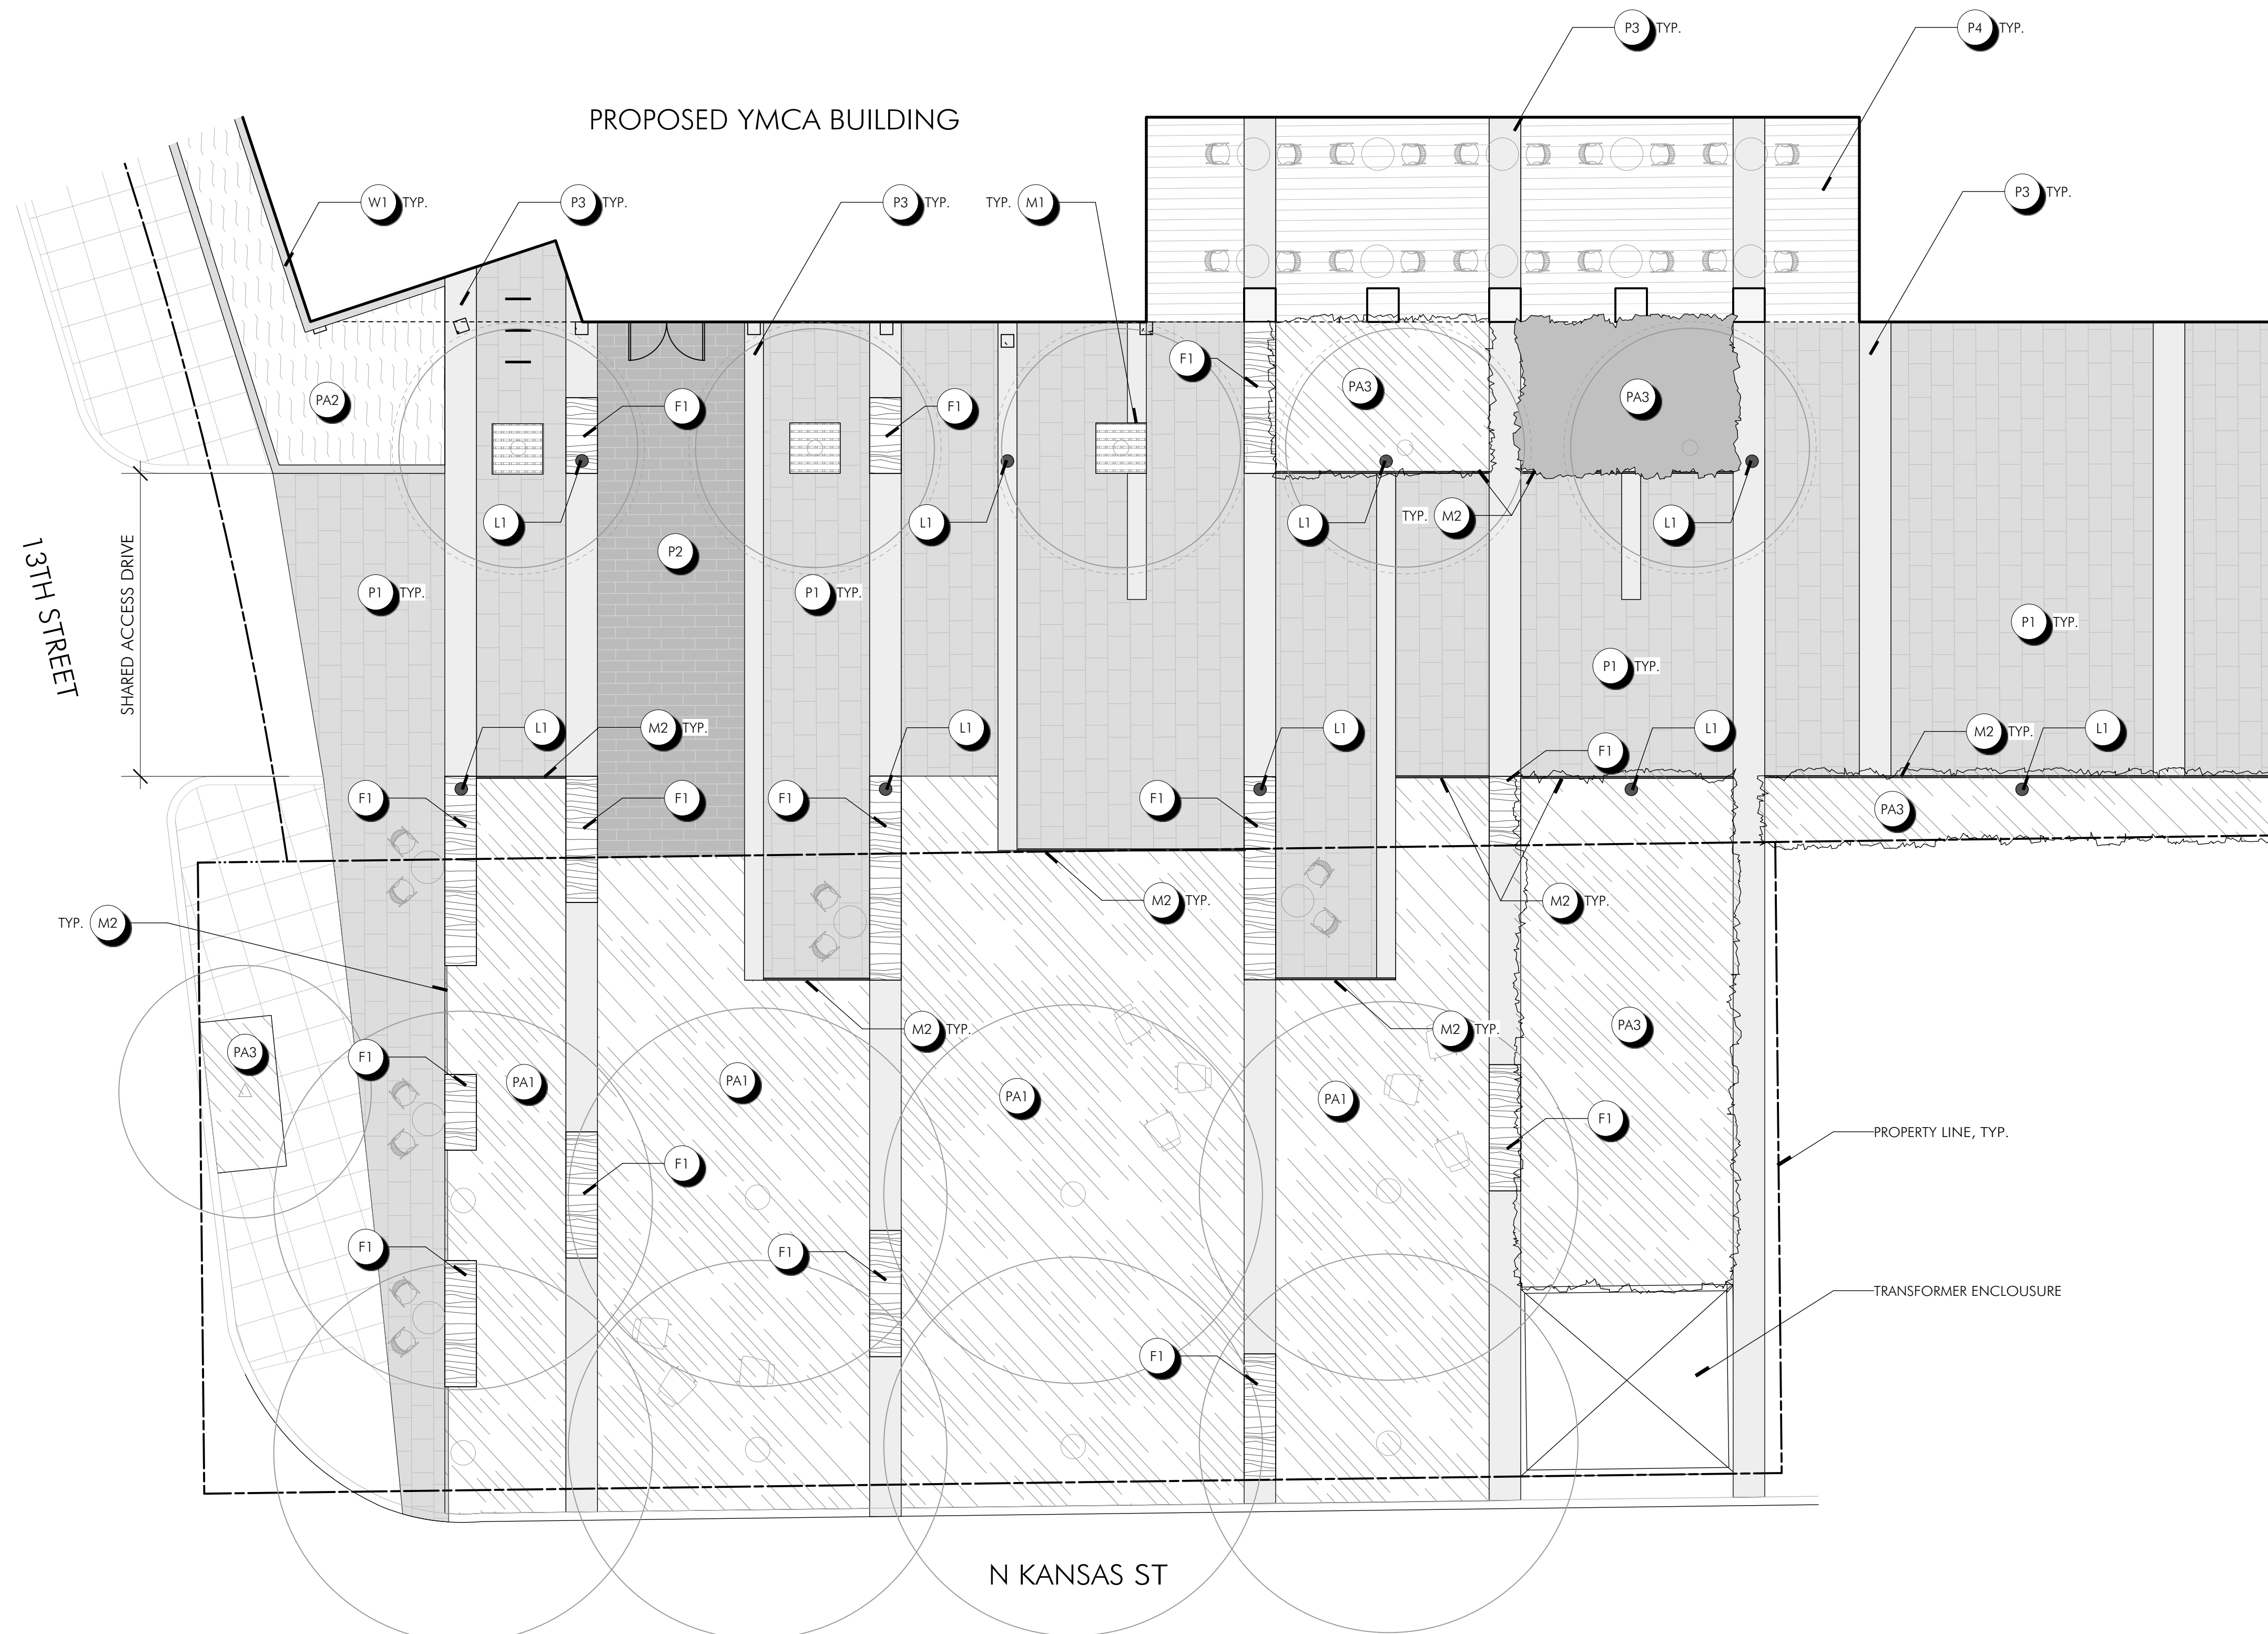 P3 TYP.
P4 TYP.
PROPOSED YMCA BUILDING
W1 TYP.
P3 TYP.
P3 TYP.
TYP. M1
P3 TYP.
F1
PA3
PA3
PA2
F1
F1
L1
L1
L1
TYP. M2
L1
P2
13TH STREET
SHARED ACCESS DRIVE
P1 TYP.
P1 TYP.
P1 TYP.
P1 TYP.
L1
M2 TYP.
L1
L1
F1
L1
M2 TYP.
L1
F1
F1
F1
F1
PA3
TYP. M2
M2 TYP.
M2 TYP.
M2 TYP.
M2 TYP.
PA3
PA3
F1
PA1
PA1
PA1
PA1
F1
PROPERTY LINE, TYP.
F1
F1
F1
TRANSFORMER ENCLOUSURE
F1
N KANSAS ST